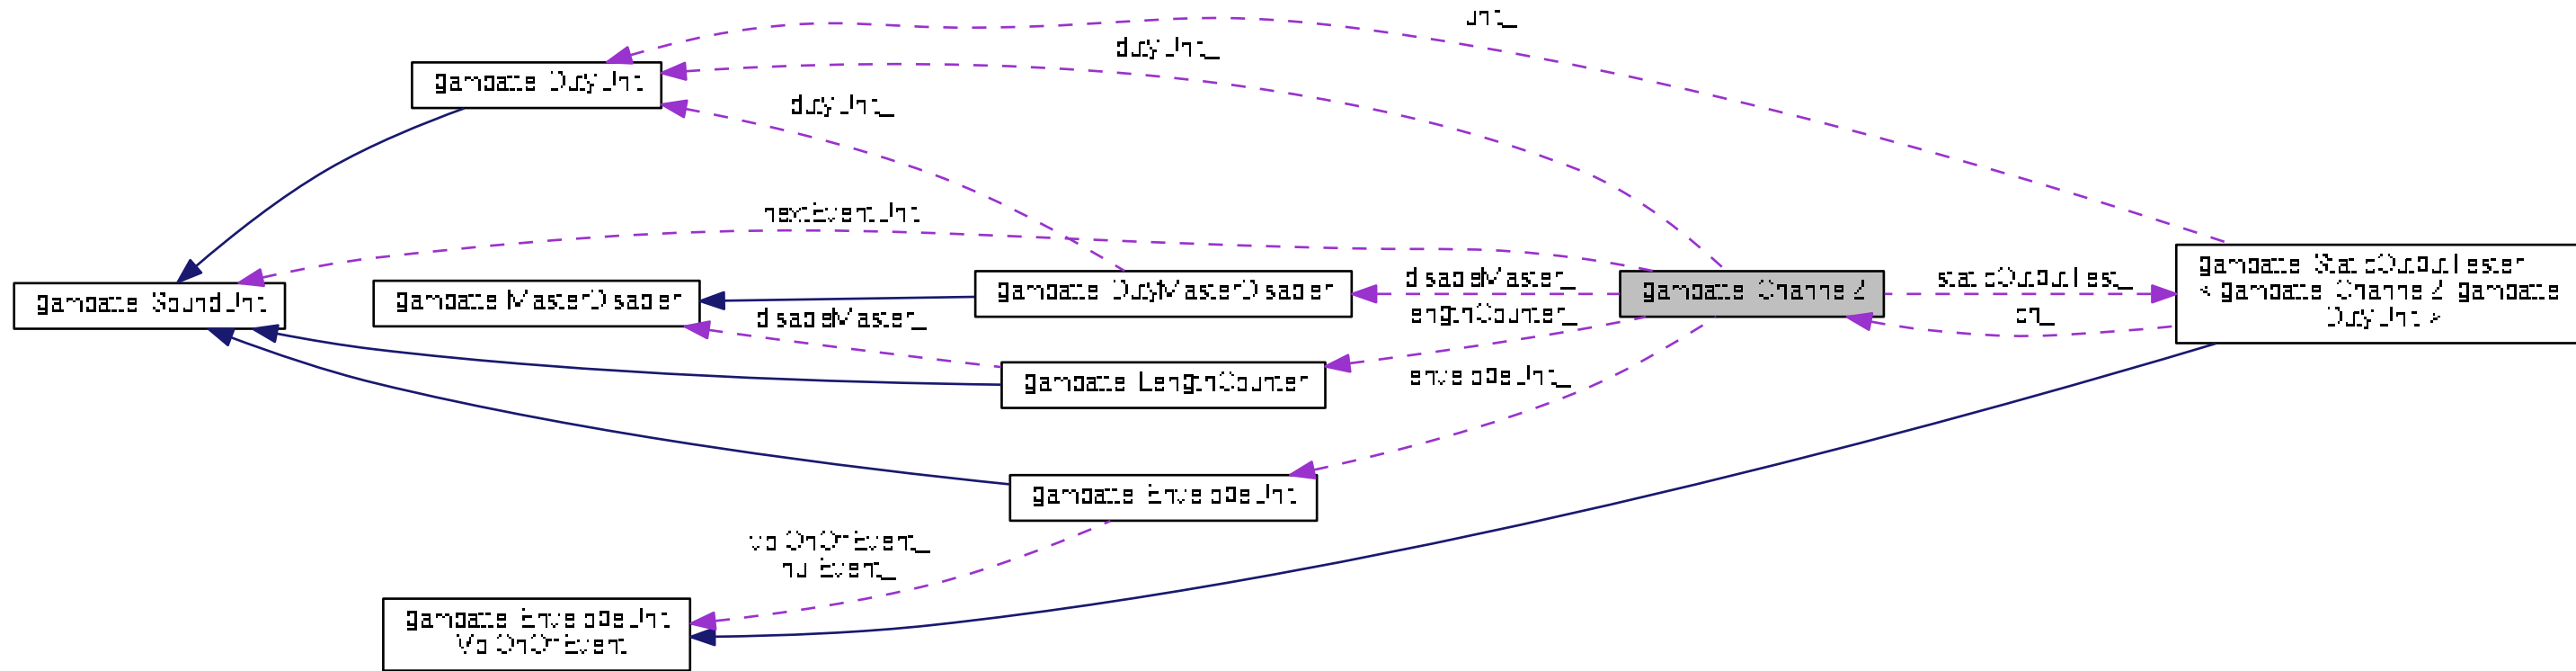 unit_
dutyUnit_
gambatte::DutyUnit
dutyUnit_
nextEventUnit
gambatte::SoundUnit
gambatte::MasterDisabler
disableMaster_
gambatte::DutyMasterDisabler
disableMaster_
lengthCounter_
gambatte::Channel2
staticOutputTest_
ch_
gambatte::StaticOutputTester
< gambatte::Channel2, gambatte
::DutyUnit >
gambatte::LengthCounter
envelopeUnit_
gambatte::EnvelopeUnit
volOnOffEvent_
nullEvent_
gambatte::EnvelopeUnit
::VolOnOffEvent